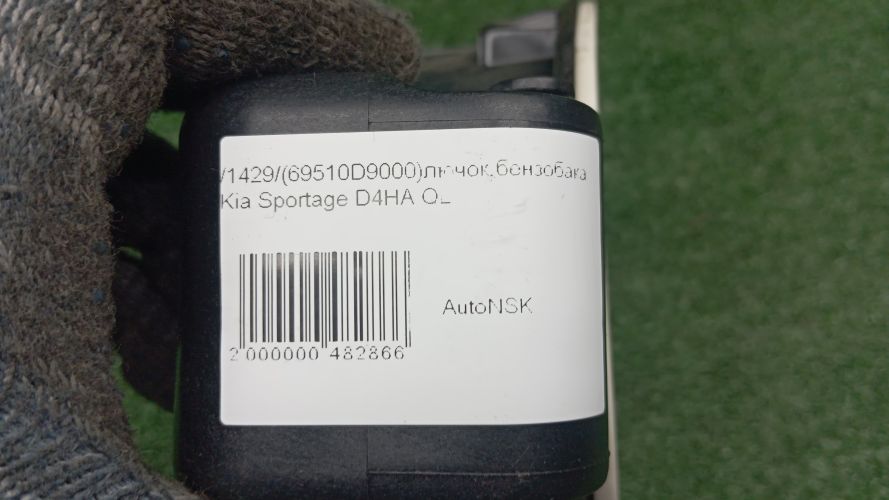 /1429/(69510D9000)лючок бензобака
Kia Sportage D4HA QL
AutoNSK
2 000000 482866